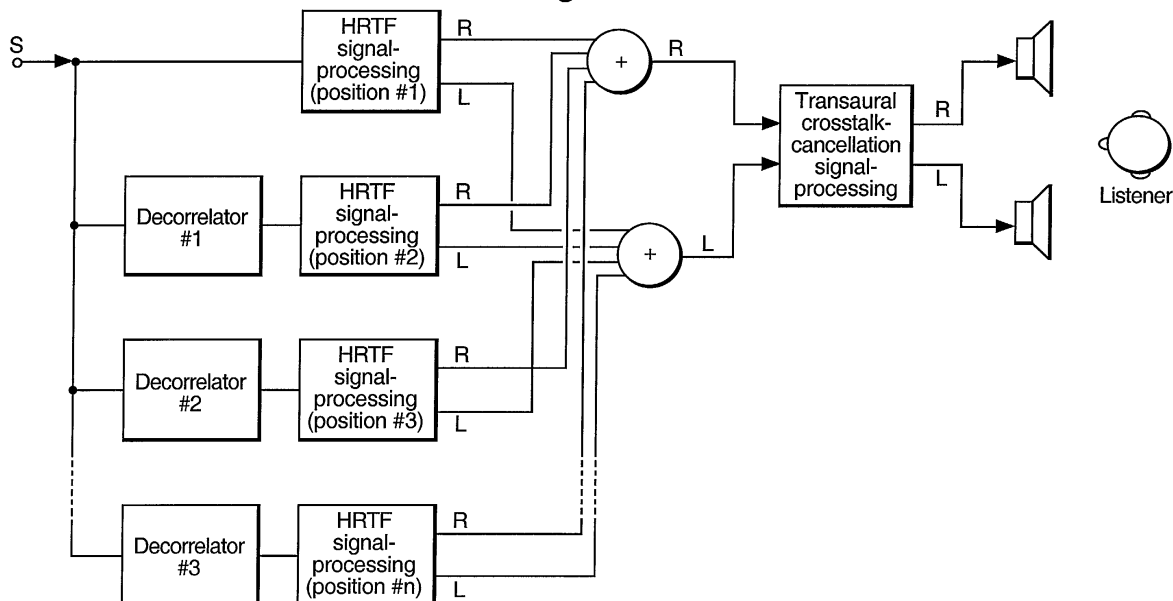 S
HRTF
signal-
processing
(position #1)
R
L
+
R
Transaural
crosstalk-
cancellation
signal-
processing
R
L
Listener
Decorrelator
#1
HRTF
signal-
processing
(position #2)
R
L
+
L
Decorrelator
#2
HRTF
signal-
processing
(position #3)
R
L
Decorrelator
#3
HRTF
signal-
processing
(position #n)
R
L